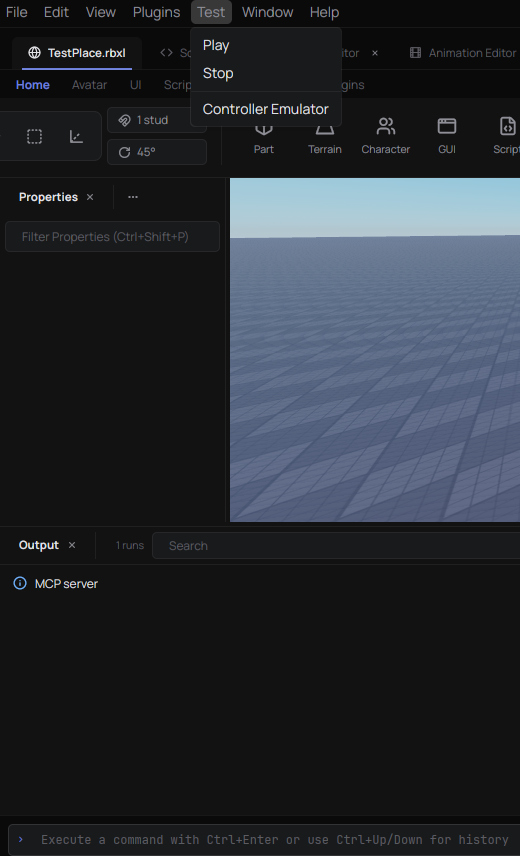 File Edit View Plugins Test Window Help
TestPlace.rbxl
Animation Editor
Play
Stop
Controller Emulator
Home Avatar UI
1 stud
45°
Part Terrain Character GUI Script
Properties
Filter Properties (Ctrl+Shift+P)
Output 1 runs Search
MCP server
Execute a command with Ctrl+Enter or use Ctrl+Up/Down for history